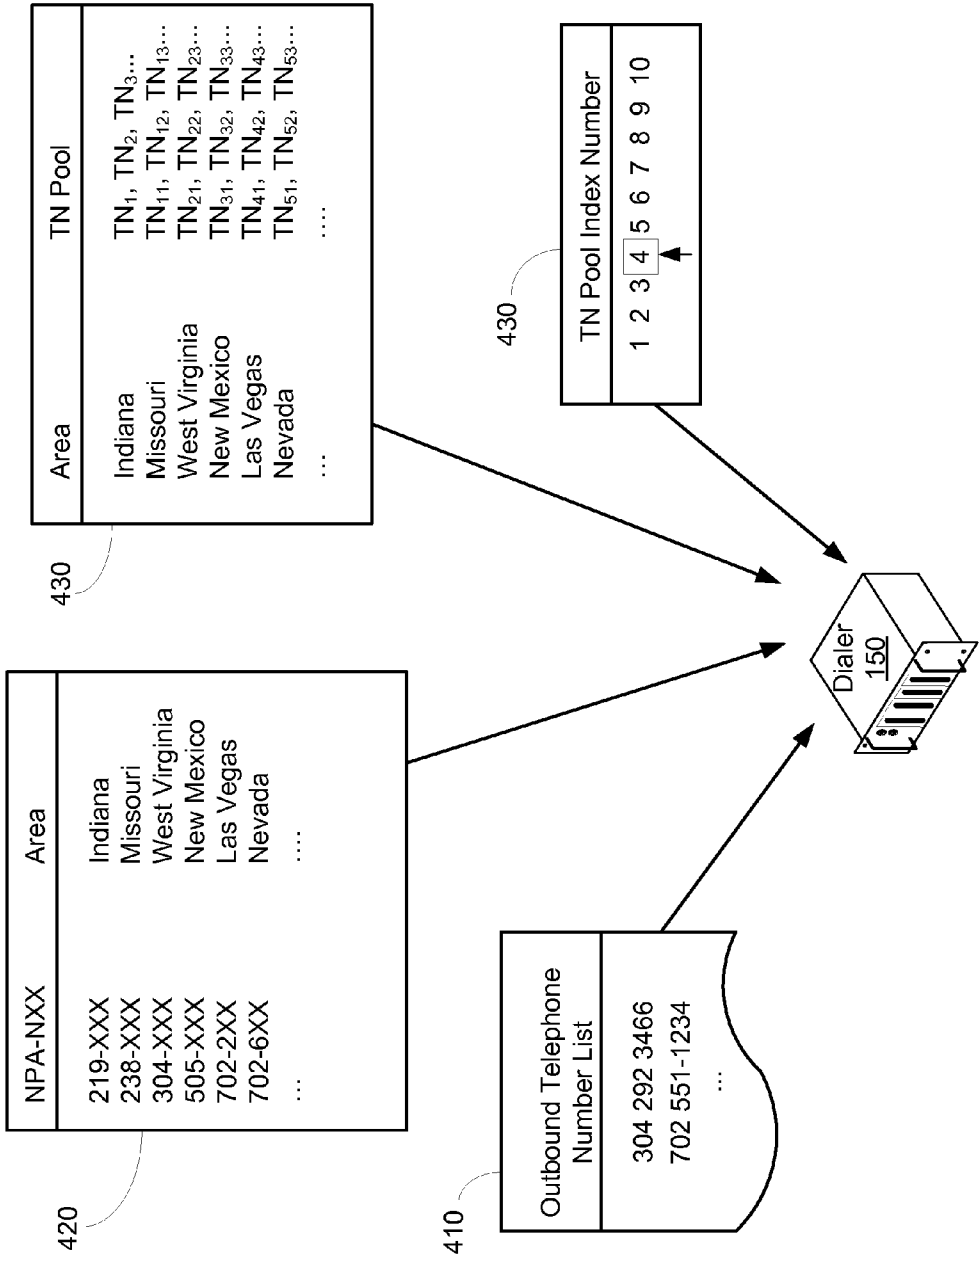 420
NPA-NXX Area
219-XXX Indiana
238-XXX Missouri
304-XXX West Virginia
505-XXX New Mexico
702-2XX Las Vegas
702-6XX Nevada
... ....
430
Area TN Pool
Indiana TN₁, TN₂, TN₃...
Missouri TN₁₁, TN₁₂, TN₁₃...
West Virginia TN₂₁, TN₂₂, TN₂₃...
New Mexico TN₃₁, TN₃₂, TN₃₃...
Las Vegas TN₄₁, TN₄₂, TN₄₃...
Nevada TN₅₁, TN₅₂, TN₅₃...
... ....
410
Outbound Telephone
Number List
304 292 3466
702 551-1234
...
430
TN Pool Index Number
1 2 3 4 5 6 7 8 9 10
Dialer
150